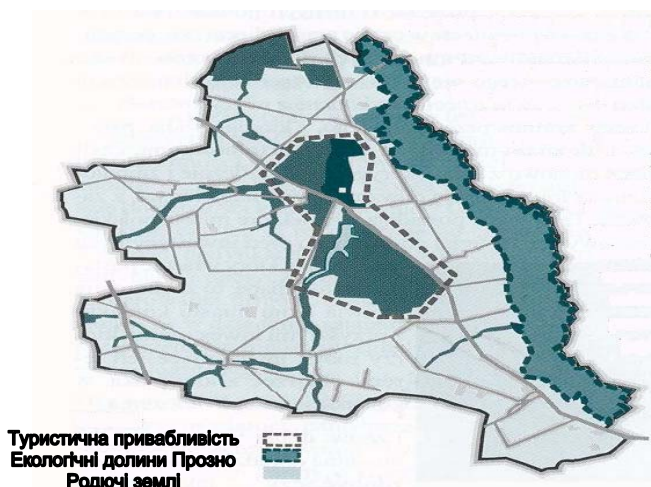 Туристична привабливість
Екологічні долини Прозно
Родючі землі